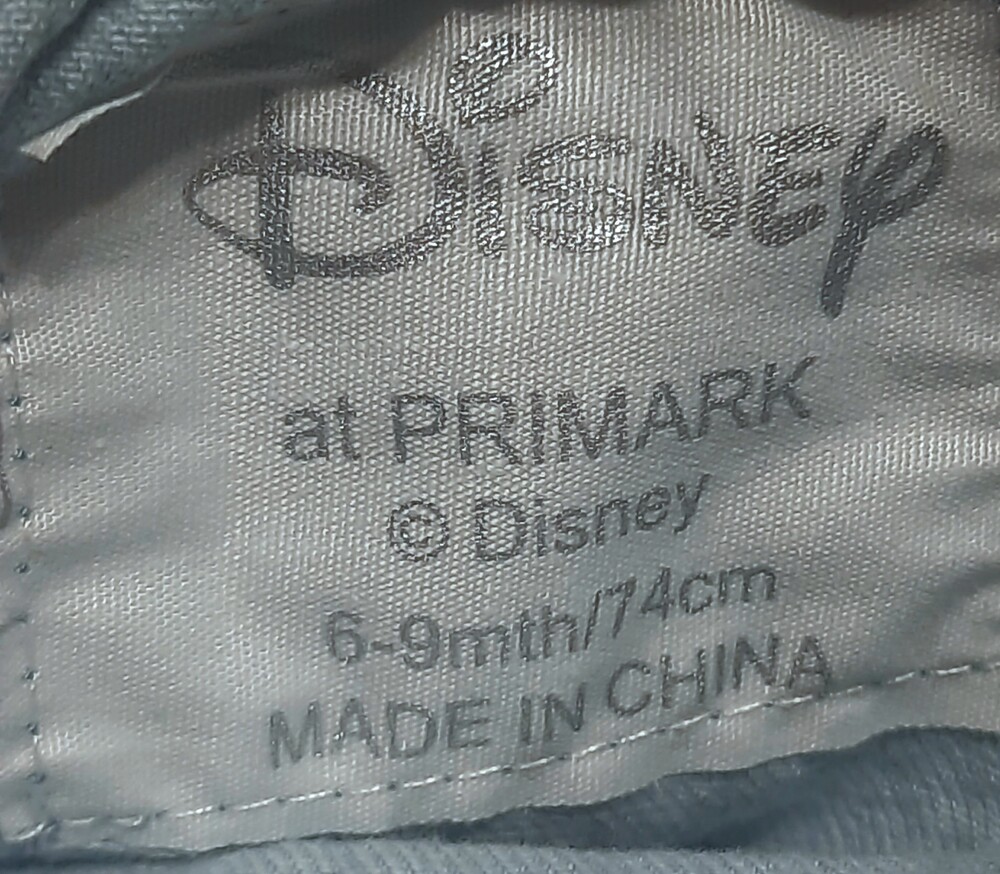 Disney
at PRIMARK
© Disney
6-9mth/74cm
MADE IN CHINA